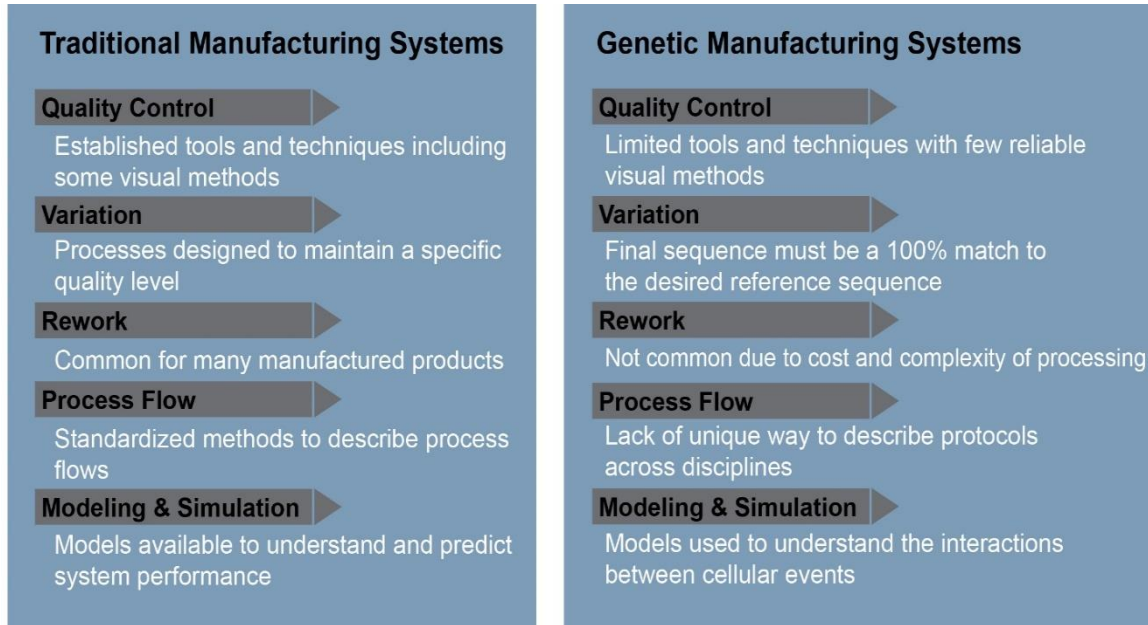 Traditional Manufacturing Systems
Quality Control
Established tools and techniques including
some visual methods
Variation
Processes designed to maintain a specific
quality level
Rework
Common for many manufactured products
Process Flow
Standardized methods to describe process
flows
Modeling & Simulation
Models available to understand and predict
system performance
Genetic Manufacturing Systems
Quality Control
Limited tools and techniques with few reliable
visual methods
Variation
Final sequence must be a 100% match to
the desired reference sequence
Rework
Not common due to cost and complexity of processing
Process Flow
Lack of unique way to describe protocols
across disciplines
Modeling & Simulation
Models used to understand the interactions
between cellular events